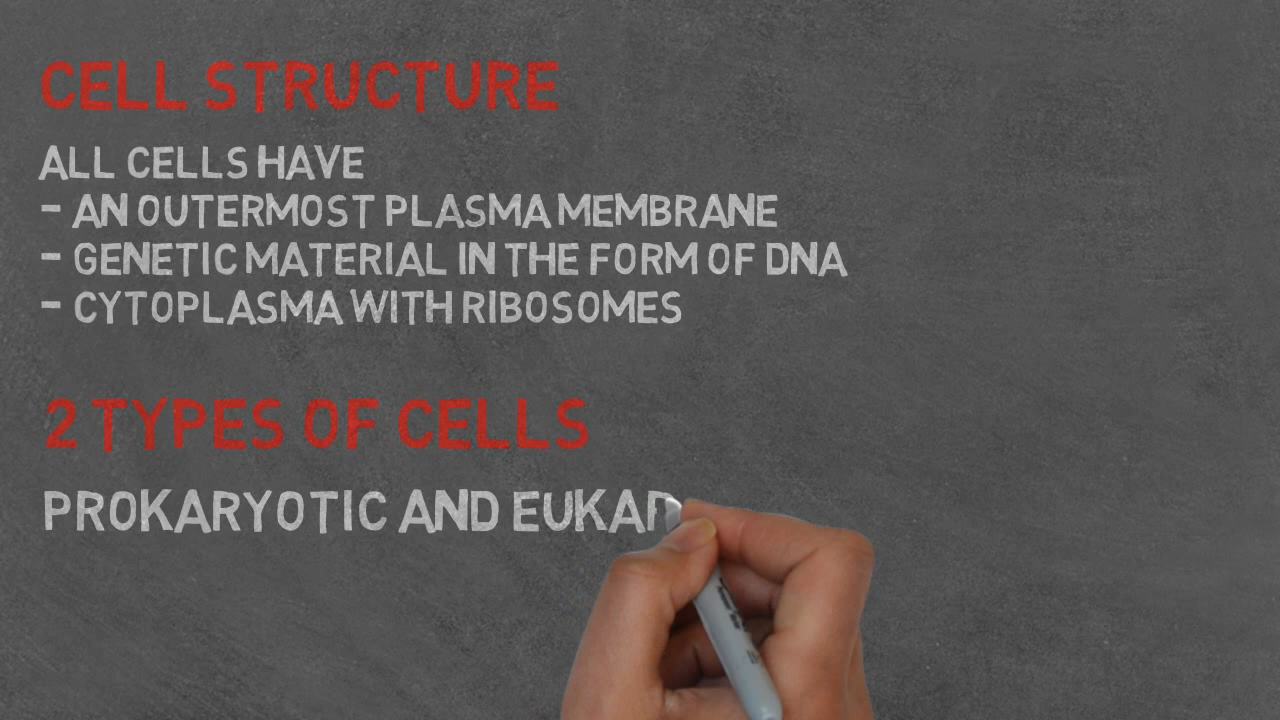 CELL STRUCTURE
ALL CELLS HAVE
- AN OUTERMOST PLASMA MEMBRANE
- GENETIC MATERIAL IN THE FORM OF DNA
- CYTOPLASMA WITH RIBOSOMES
2 TYPES OF CELLS
PROKARYOTIC AND EUKAR